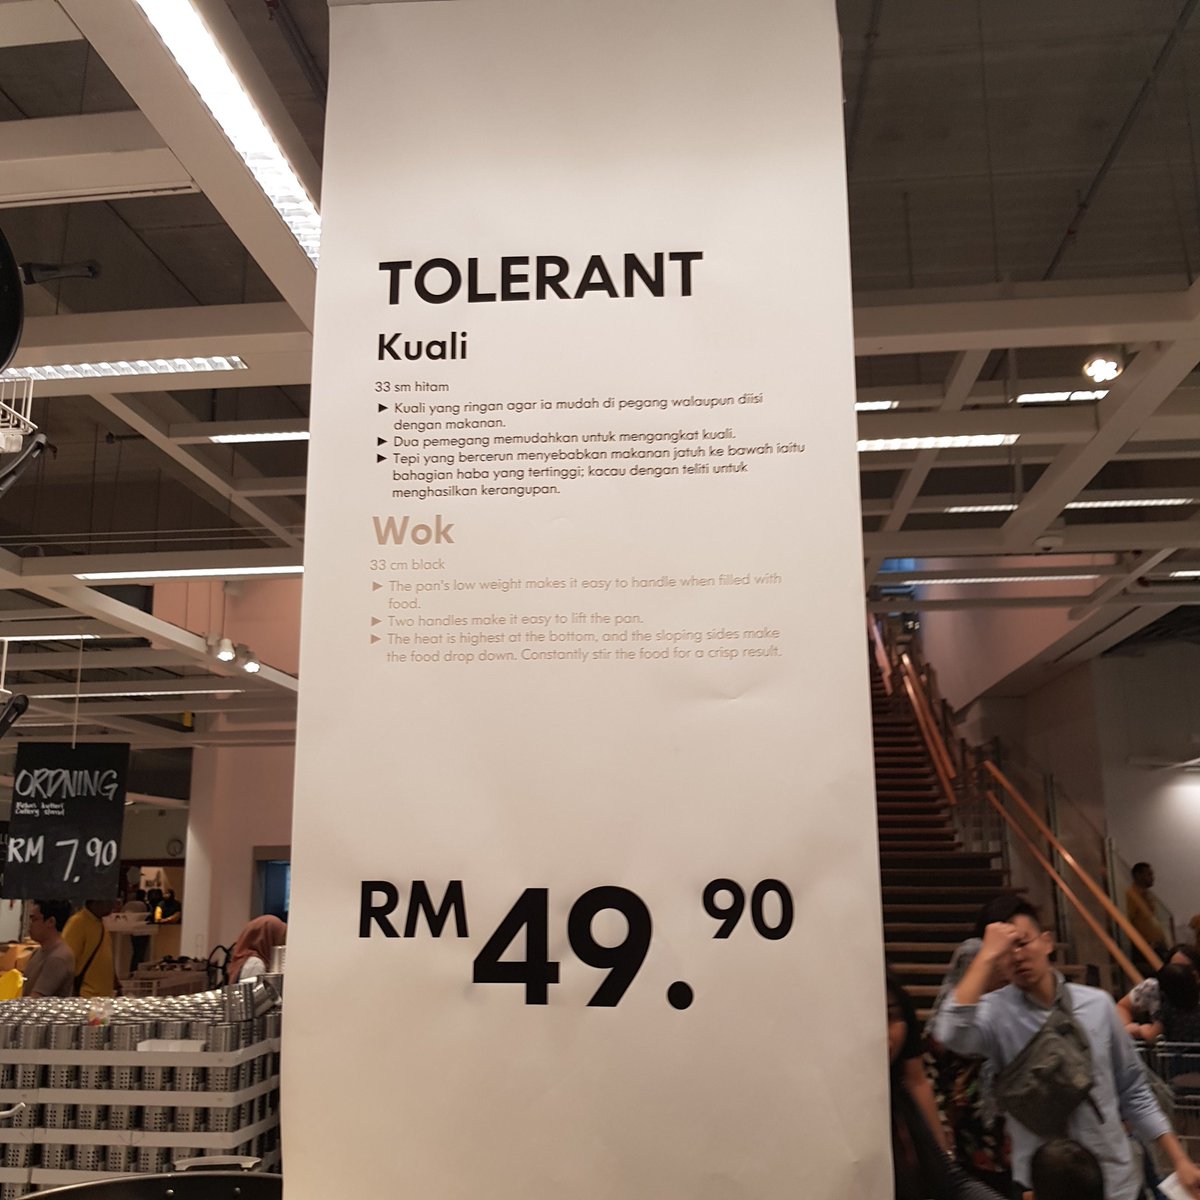 TOLERANT
Kuali
33 sm hitam
► Kuali yang ringan agar ia mudah di pegang walaupun diisi
dengan makanan.
► Dua pemegang memudahkan untuk mengangkat kuali.
► Tepi yang bercerun menyebabkan makanan jatuh ke bawah iaitu
bahagian haba yang tertinggi; kacau dengan teliti untuk
menghasilkan kerangupan.
Wok
33 cm black
► The pan's low weight makes it easy to handle when filled with
food.
► Two handles make it easy to lift the pan.
► The heat is highest at the bottom, and the sloping sides make
the food drop down. Constantly stir the food for a crisp result.
RM 49.90
ORDNING
RM 7.90